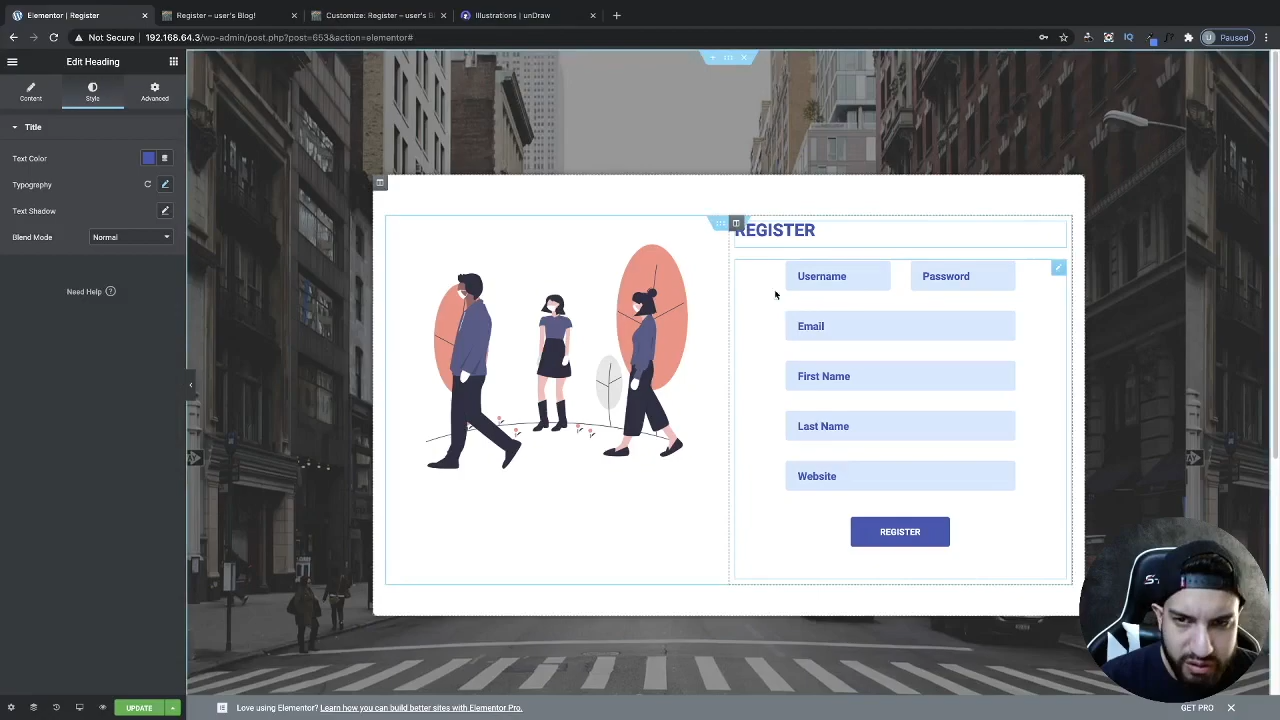 Elementor | Register
Register – user's Blog!
Customize: Register – user's B
Illustrations | unDraw
Not Secure | 192.168.64.3/wp-admin/post.php?post=653&action=elementor#
IQ
Paused
Edit Heading
Content
Style
Advanced
Title
Text Color
Typography
Text Shadow
Blend Mode
Normal
Need Help
REGISTER
Username
Password
Email
First Name
Last Name
Website
REGISTER
UPDATE
Love using Elementor? Learn how you can build better sites with Elementor Pro.
GET PRO